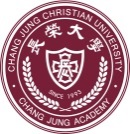 CHANG JUNG CHRISTIAN UNIVERSITY
長榮大學
SINCE 1993
CHANG JUNG ACADEMY